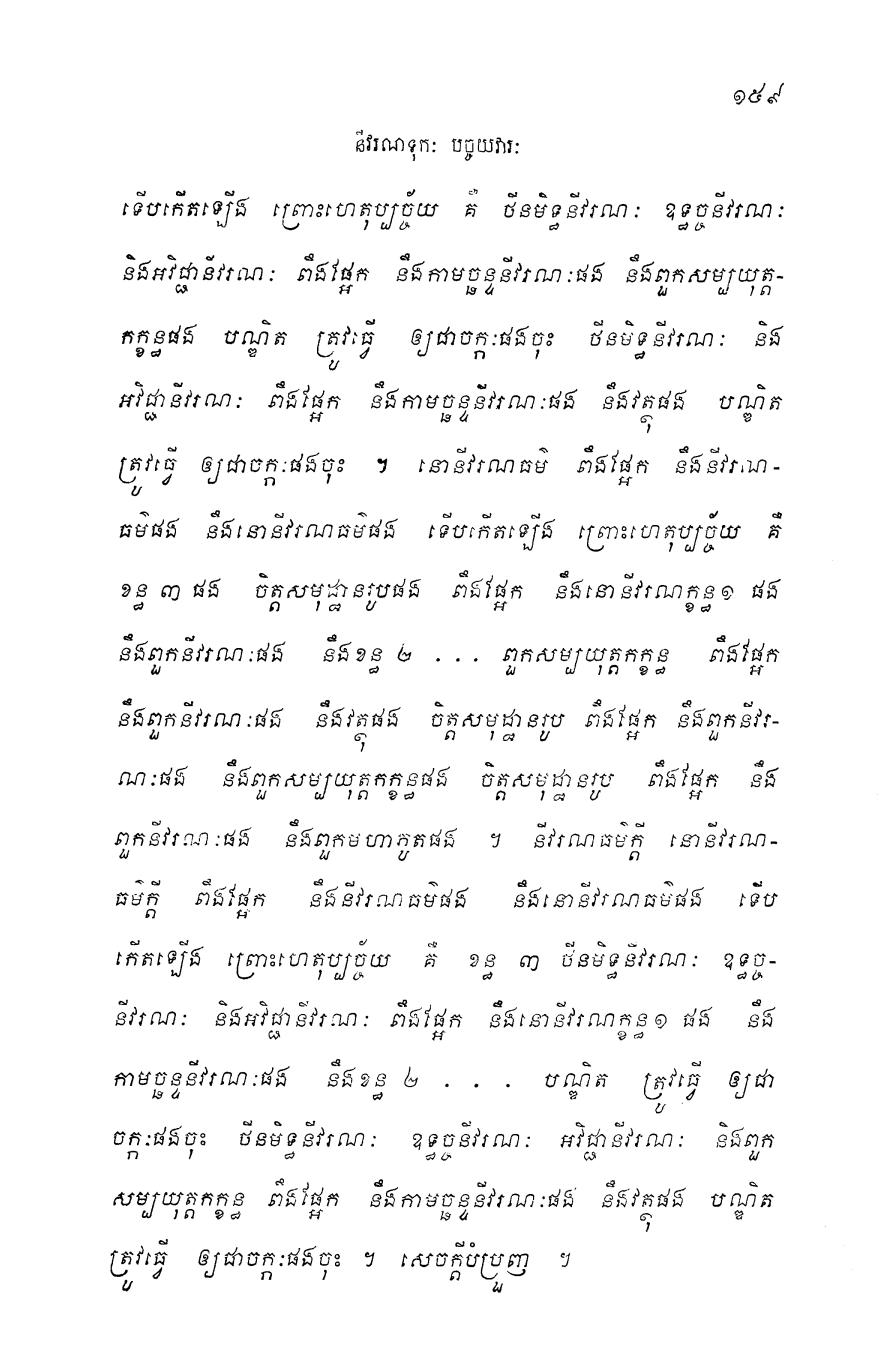 ១៥៩
នីវរណទុកៈ បច្ចយវារៈ
ទើបកើតឡើង ព្រោះហេតុប្បច្ច័យ គឺ ថីនមិទ្ធនីវរណៈ ឧទ្ធច្ចនីវរណៈ
និងអវិជ្ជានីវរណៈ ពឹងផ្អែក នឹងកាមច្ឆន្ទនីវរណៈផង នឹងពួកសម្បយុត្ត-
កក្ខន្ធផង បណ្ឌិត ត្រូវធ្វើ ឲ្យជាចក្កៈផងចុះ ថីនមិទ្ធនីវរណៈ និង
អវិជ្ជានីវរណៈ ពឹងផ្អែក នឹងកាមច្ឆន្ទនីវរណៈផង នឹងវត្ថុផង បណ្ឌិត
ត្រូវធ្វើ ឲ្យជាចក្កៈផងចុះ ។ នោនីវរណធម៌ ពឹងផ្អែក នឹងនីវរណ-
ធម៌ផង នឹងនោនីវរណធម៌ផង ទើបកើតឡើង ព្រោះហេតុប្បច្ច័យ គឺ
ខន្ធ ៣ ផង ចិត្តសមុដ្ឋានរូបផង ពឹងផ្អែក នឹងនោនីវរណក្ខន្ធ១ ផង
នឹងពួកនីវរណៈផង នឹងខន្ធ ២ . . . ពួកសម្បយុត្តកក្ខន្ធ ពឹងផ្អែក
នឹងពួកនីវរណៈផង នឹងវត្ថុផង ចិត្តសមុដ្ឋានរូប ពឹងផ្អែក នឹងពួកនីវរ-
ណៈផង នឹងពួកសម្បយុត្តកក្ខន្ធផង ចិត្តសមុដ្ឋានរូប ពឹងផ្អែក នឹង
ពួកនីវរណៈផង នឹងពួកមហាភូតផង ។ នីវរណធម៌ក្តី នោនីវរណ-
ធម៌ក្តី ពឹងផ្អែក នឹងនីវរណធម៌ផង នឹងនោនីវរណធម៌ផង ទើប
កើតឡើង ព្រោះហេតុប្បច្ច័យ គឺ ខន្ធ ៣ ថីនមិទ្ធនីវរណៈ ឧទ្ធច្ច-
នីវរណៈ និងអវិជ្ជានីវរណៈ ពឹងផ្អែក នឹងនោនីវរណក្ខន្ធ១ ផង នឹង
កាមច្ឆន្ទនីវរណៈផង នឹងខន្ធ ២ . . . បណ្ឌិត ត្រូវធ្វើ ឲ្យជា
ចក្កៈផងចុះ ថីនមិទ្ធនីវរណៈ ឧទ្ធច្ចនីវរណៈ អវិជ្ជានីវរណៈ និងពួក
សម្បយុត្តកក្ខន្ធ ពឹងផ្អែក នឹងកាមច្ឆន្ទនីវរណៈផង នឹងវត្ថុផង បណ្ឌិត
ត្រូវធ្វើ ឲ្យជាចក្កៈផងចុះ ។ សេចក្តីបំប្រួញ ។